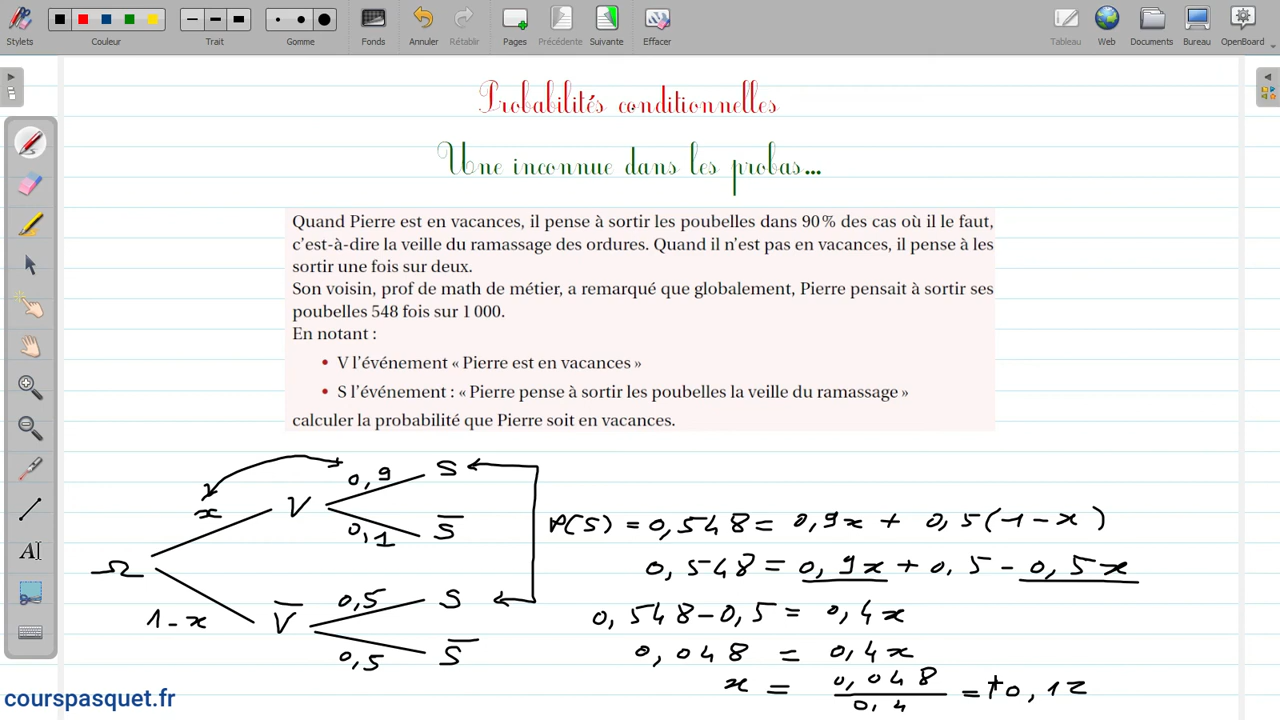 Stylets Couleur Trait Gomme Fonds Annuler Rétablir Pages Précédente Suivante Effacer Tableau Web Documents Bureau OpenBoard
Probabilités conditionnelles
Une inconnue dans les probas...
Quand Pierre est en vacances, il pense à sortir les poubelles dans 90% des cas où il le faut,
c'est-à-dire la veille du ramassage des ordures. Quand il n'est pas en vacances, il pense à les
sortir une fois sur deux.
Son voisin, prof de math de métier, a remarqué que globalement, Pierre pensait à sortir ses
poubelles 548 fois sur 1 000.
En notant :
• V l'événement « Pierre est en vacances »
• S l'événement : « Pierre pense à sortir les poubelles la veille du ramassage »
calculer la probabilité que Pierre soit en vacances.
Ω
x
V
0,9
S
0,1
S̅
1-x
V̅
0,5
S
0,5
S̅
P(S) = 0,548 = 0,9x + 0,5(1-x)
0,548 = 0,9x + 0,5 - 0,5x
0,548-0,5 = 0,4x
0,048 = 0,4x
x = 0,048/0,4 = +0,12
courspasquet.fr